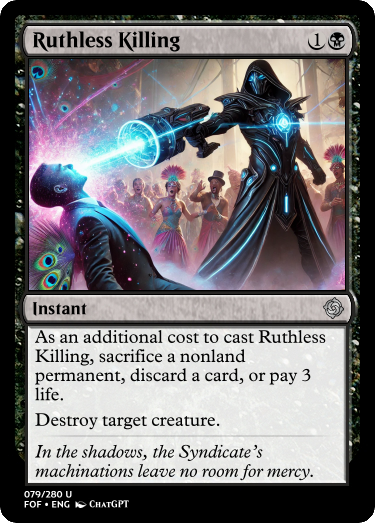 Ruthless Killing 1
Instant
As an additional cost to cast Ruthless
Killing, sacrifice a nonland
permanent, discard a card, or pay 3
life.
Destroy target creature.
In the shadows, the Syndicate's
machinations leave no room for mercy.
079/280 U
FOF • ENG ChatGPT